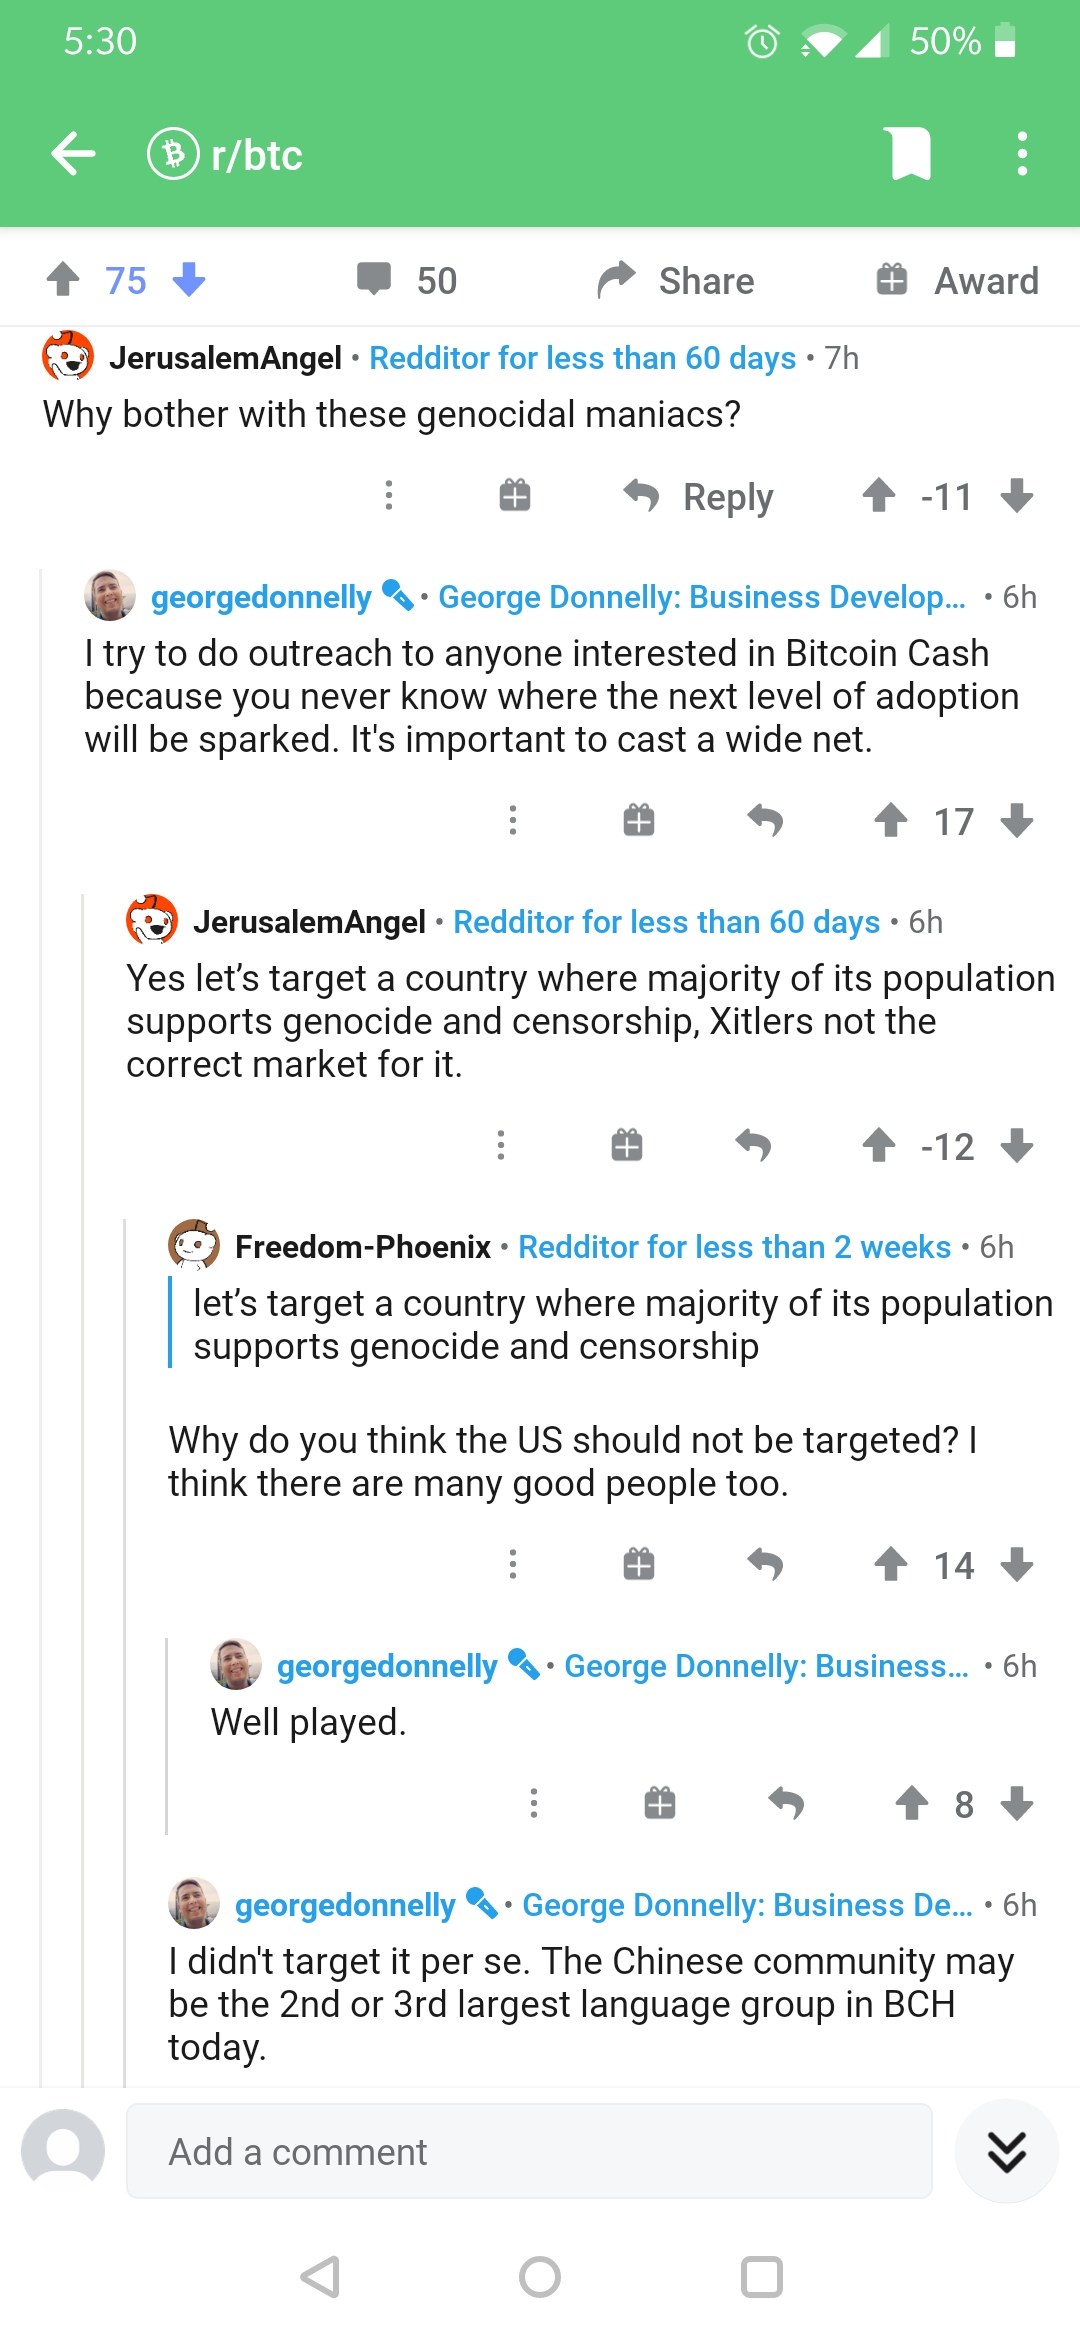 5:30 50%
r/btc
75 50 Share Award
JerusalemAngel • Redditor for less than 60 days • 7h
Why bother with these genocidal maniacs?
Reply -11
georgedonnelly • George Donnelly: Business Develop... • 6h
I try to do outreach to anyone interested in Bitcoin Cash
because you never know where the next level of adoption
will be sparked. It's important to cast a wide net.
17
JerusalemAngel • Redditor for less than 60 days • 6h
Yes let’s target a country where majority of its population
supports genocide and censorship, Xitlers not the
correct market for it.
-12
Freedom-Phoenix • Redditor for less than 2 weeks • 6h
let’s target a country where majority of its population
supports genocide and censorship
Why do you think the US should not be targeted? I
think there are many good people too.
14
georgedonnelly • George Donnelly: Business... • 6h
Well played.
8
georgedonnelly • George Donnelly: Business De... • 6h
I didn't target it per se. The Chinese community may
be the 2nd or 3rd largest language group in BCH
today.
Add a comment